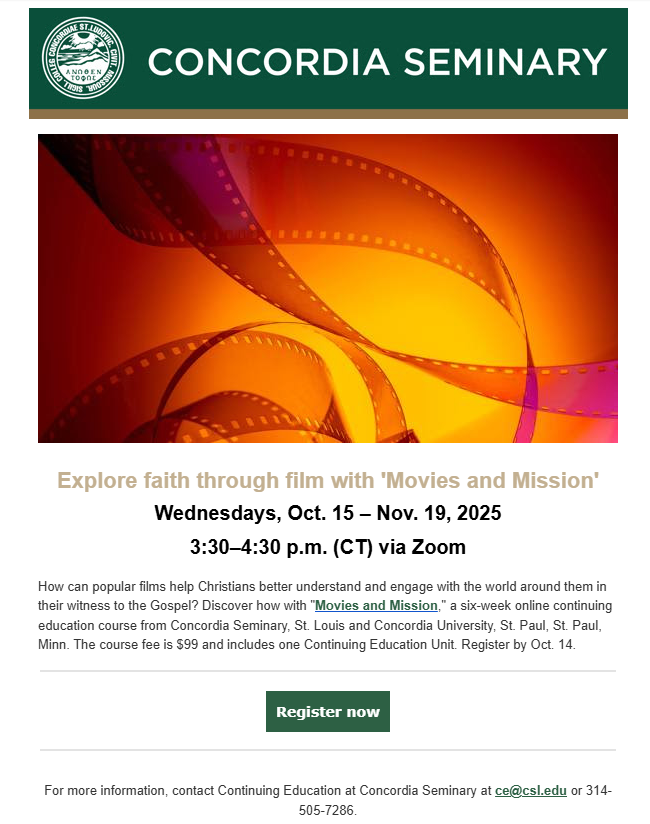 SIGILL. COLLEG. CONCORDIAE ST. LUDOVIC. CIVIT. MISSOURI.
ΑΝΩΘΕΝ
ΤΟ ΦΩΣ
CONCORDIA SEMINARY
Explore faith through film with 'Movies and Mission'
Wednesdays, Oct. 15 – Nov. 19, 2025
3:30–4:30 p.m. (CT) via Zoom
How can popular films help Christians better understand and engage with the world around them in
their witness to the Gospel? Discover how with "Movies and Mission," a six-week online continuing
education course from Concordia Seminary, St. Louis and Concordia University, St. Paul, St. Paul,
Minn. The course fee is $99 and includes one Continuing Education Unit. Register by Oct. 14.
Register now
For more information, contact Continuing Education at Concordia Seminary at ce@csl.edu or 314-
505-7286.